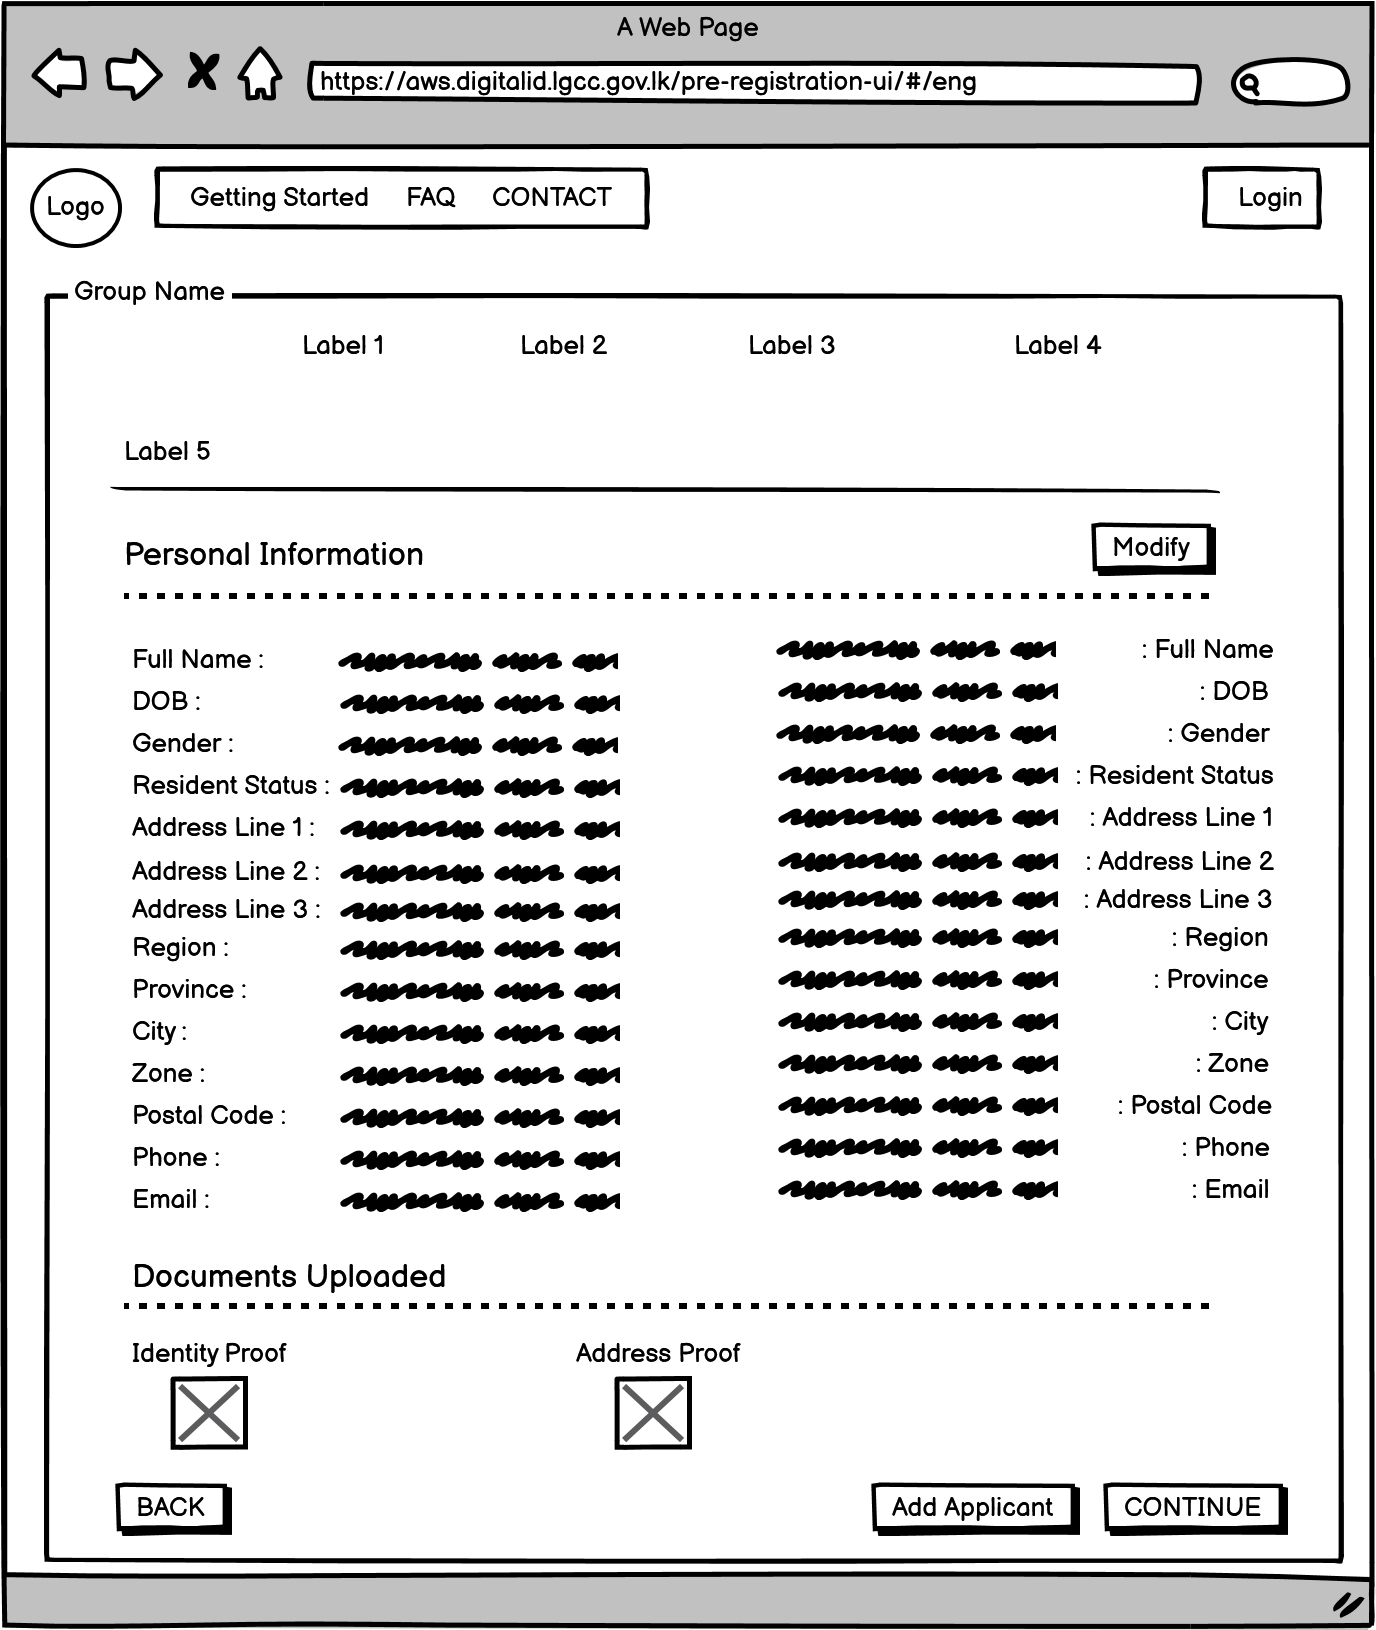 A Web Page
https://aws.digitalid.lgcc.gov.lk/pre-registration-ui/#/eng
Logo
Getting Started FAQ CONTACT
Login
Group Name
Label 1 Label 2 Label 3 Label 4
Label 5
Personal Information
Modify
Full Name : : Full Name
DOB : : DOB
Gender : : Gender
Resident Status : : Resident Status
Address Line 1 : : Address Line 1
Address Line 2 : : Address Line 2
Address Line 3 : : Address Line 3
Region : : Region
Province : : Province
City : : City
Zone : : Zone
Postal Code : : Postal Code
Phone : : Phone
Email : : Email
Documents Uploaded
Identity Proof Address Proof
BACK Add Applicant CONTINUE